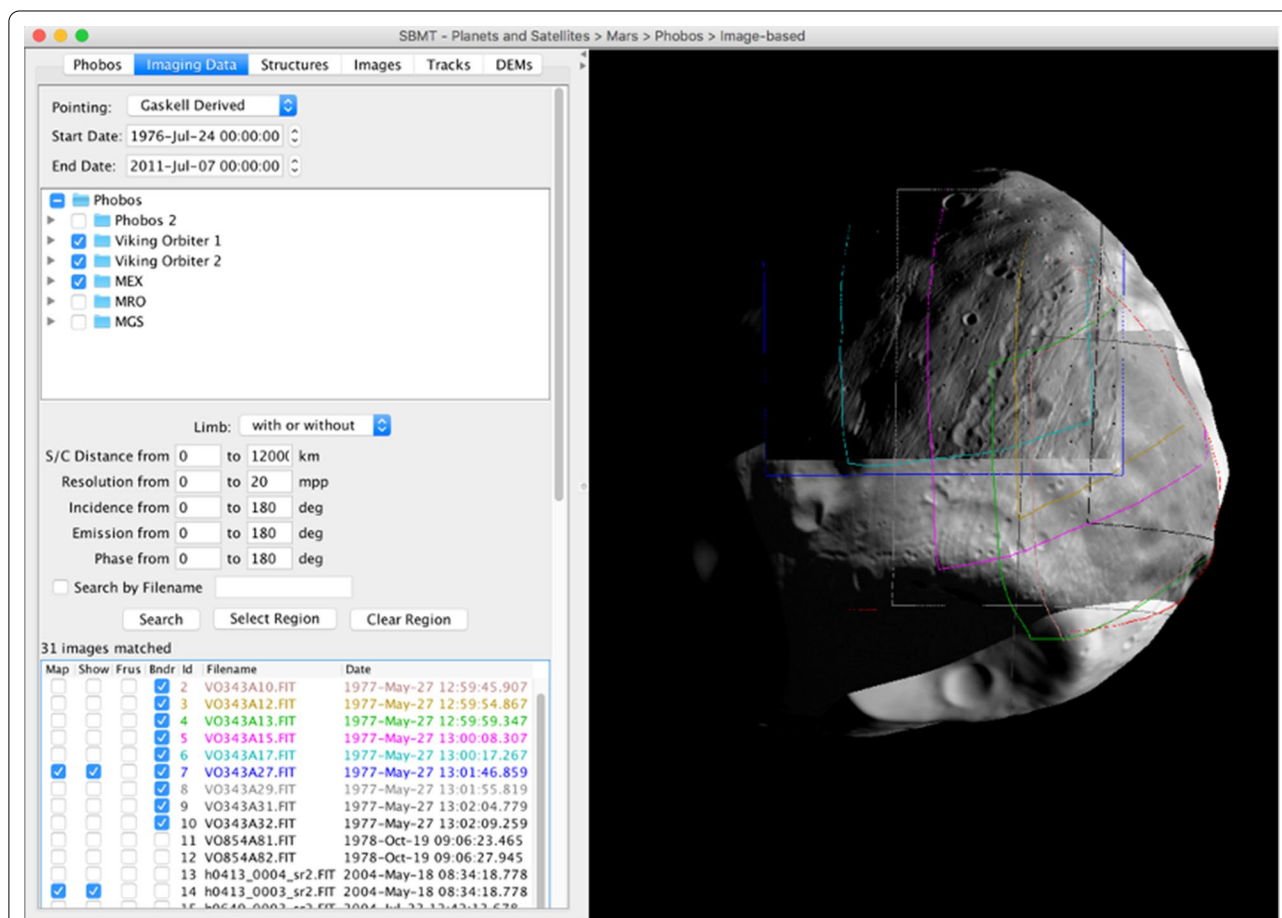 SBMT - Planets and Satellites > Mars > Phobos > Image-based
Phobos Imaging Data Structures Images Tracks DEMs
Pointing: Gaskell Derived
Start Date: 1976-Jul-24 00:00:00
End Date: 2011-Jul-07 00:00:00
Phobos
Phobos 2
Viking Orbiter 1
Viking Orbiter 2
MEX
MRO
MGS
Limb: with or without
S/C Distance from 0 to 12000 km
Resolution from 0 to 20 mpp
Incidence from 0 to 180 deg
Emission from 0 to 180 deg
Phase from 0 to 180 deg
Search by Filename
Search Select Region Clear Region
31 images matched
Map Show Frus Bndr Id Filename Date
2 VO343A10.FIT 1977-May-27 12:59:45.907
3 VO343A12.FIT 1977-May-27 12:59:54.867
4 VO343A13.FIT 1977-May-27 12:59:59.347
5 VO343A15.FIT 1977-May-27 13:00:08.307
6 VO343A17.FIT 1977-May-27 13:00:17.267
7 VO343A27.FIT 1977-May-27 13:01:46.859
8 VO343A29.FIT 1977-May-27 13:01:55.819
9 VO343A31.FIT 1977-May-27 13:02:04.779
10 VO343A32.FIT 1977-May-27 13:02:09.259
11 VO854A81.FIT 1978-Oct-19 09:06:23.465
12 VO854A82.FIT 1978-Oct-19 09:06:27.945
13 h0413_0004_sr2.FIT 2004-May-18 08:34:18.778
14 h0413_0003_sr2.FIT 2004-May-18 08:34:18.778